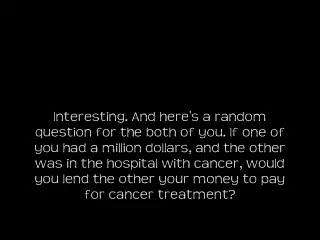 Interesting. And here's a random
question for the both of you. If one of
you had a million dollars, and the other
was in the hospital with cancer, would
you lend the other your money to pay
for cancer treatment?